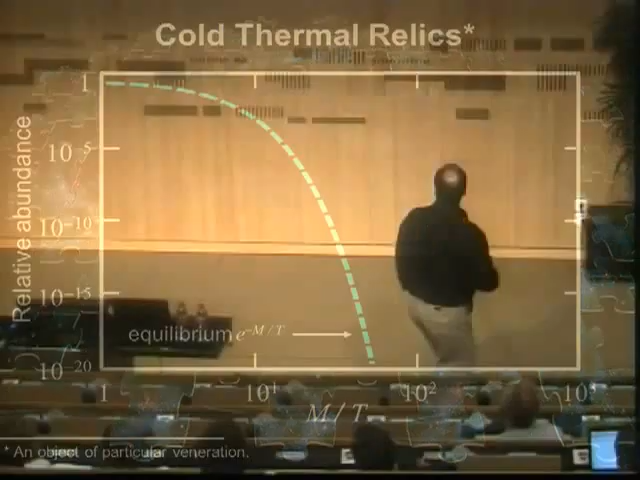 Cold Thermal Relics*
Relative abundance
1
10⁻⁵
10⁻¹⁰
10⁻¹⁵
10⁻²⁰
equilibrium e⁻ᴹ/ᵀ
1
10¹
10²
10³
M / T
* An object of particular veneration.